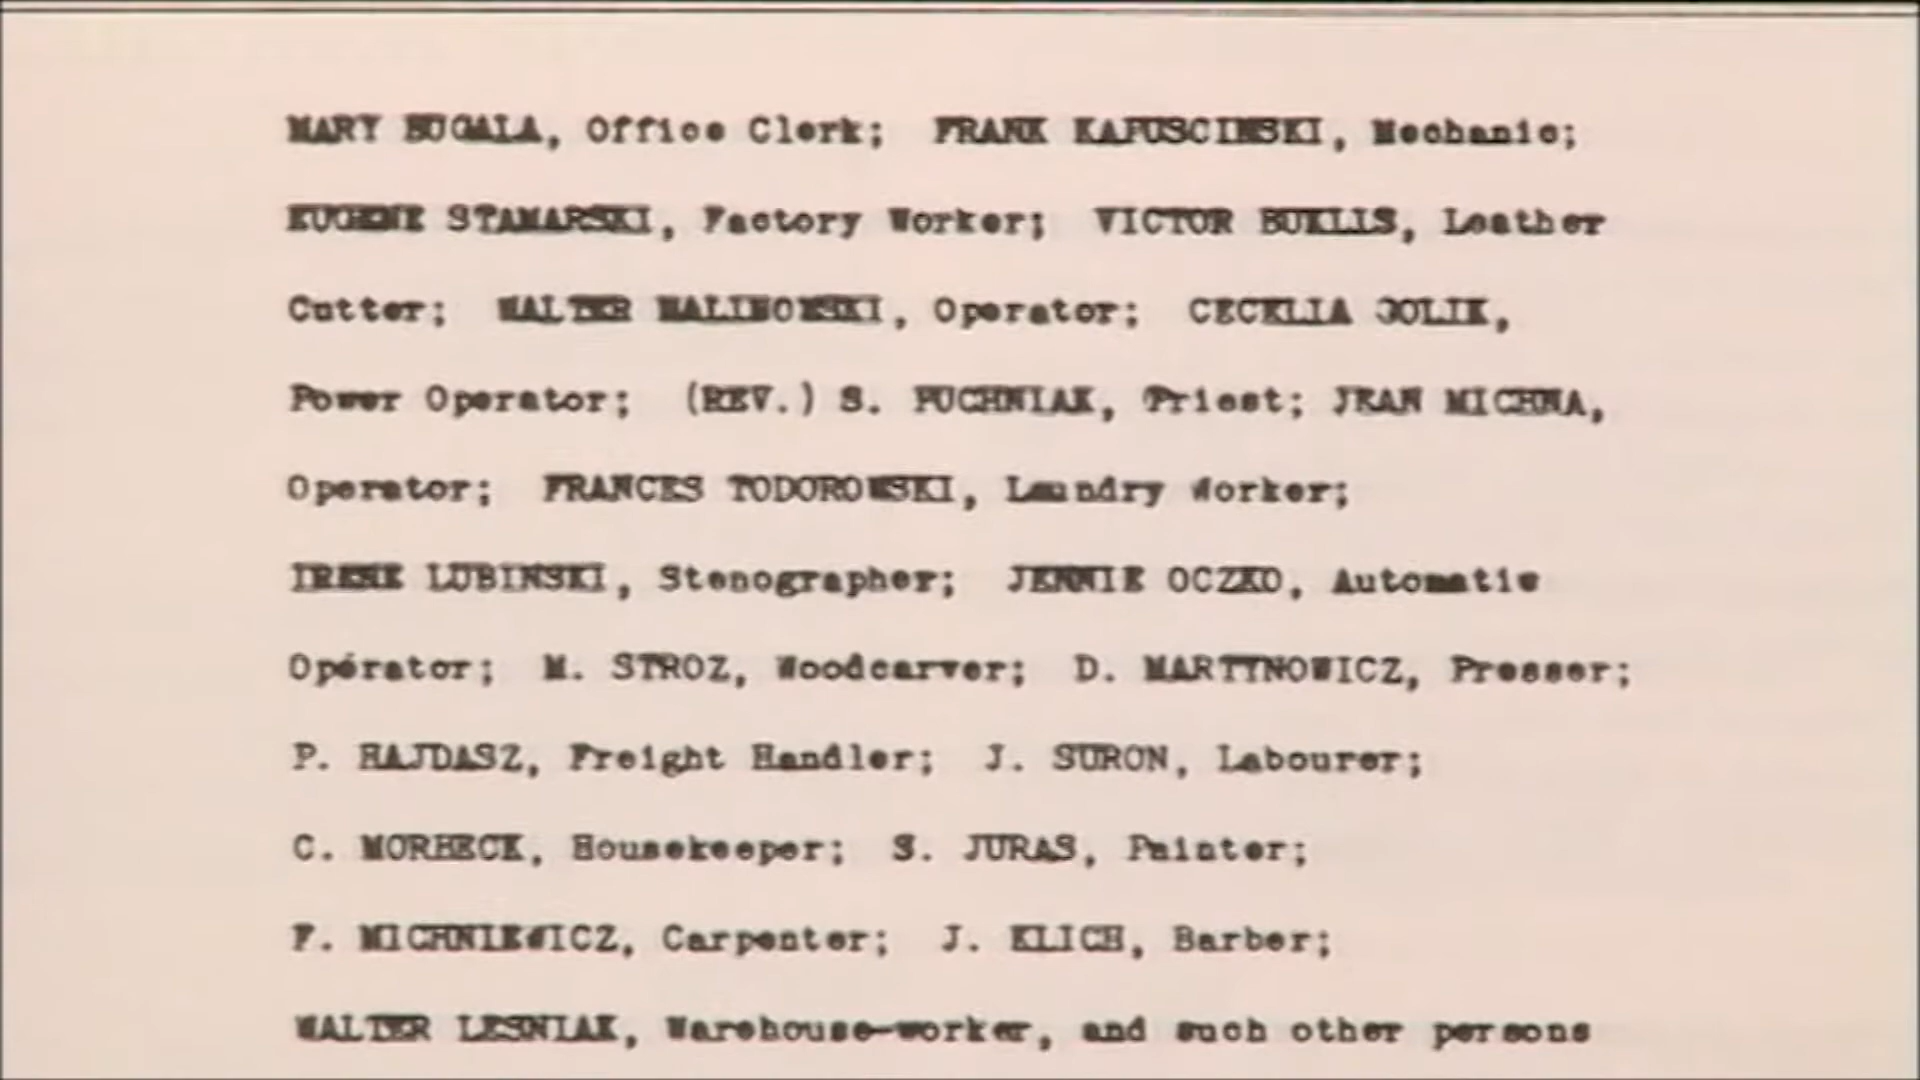 MARY BUGALA, Office Clerk; FRANK KAPUSCINSKI, Mechanic;
EUGENE STAMARSKI, Factory Worker; VICTOR BUKLLS, Leather
Cutter; WALTER MALINOWSKI, Operator; CECELIA JOLIK,
Power Operator; (REV.) S. PUCHNIAK, Priest; JEAN MICHNA,
Operator; FRANCES TODOROWSKI, Laundry Worker;
IRENE LUBINSKI, Stenographer; JENNIE OCZKO, Automatic
Operator; M. STROZ, Woodcarver; D. MARTYNOWICZ, Presser;
P. HAJDASZ, Freight Handler; J. SURON, Labourer;
C. MORBECK, Housekeeper; S. JURAS, Painter;
F. MICHNIEWICZ, Carpenter; J. KLICH, Barber;
WALTER LESNIAK, Warehouse-worker, and such other persons